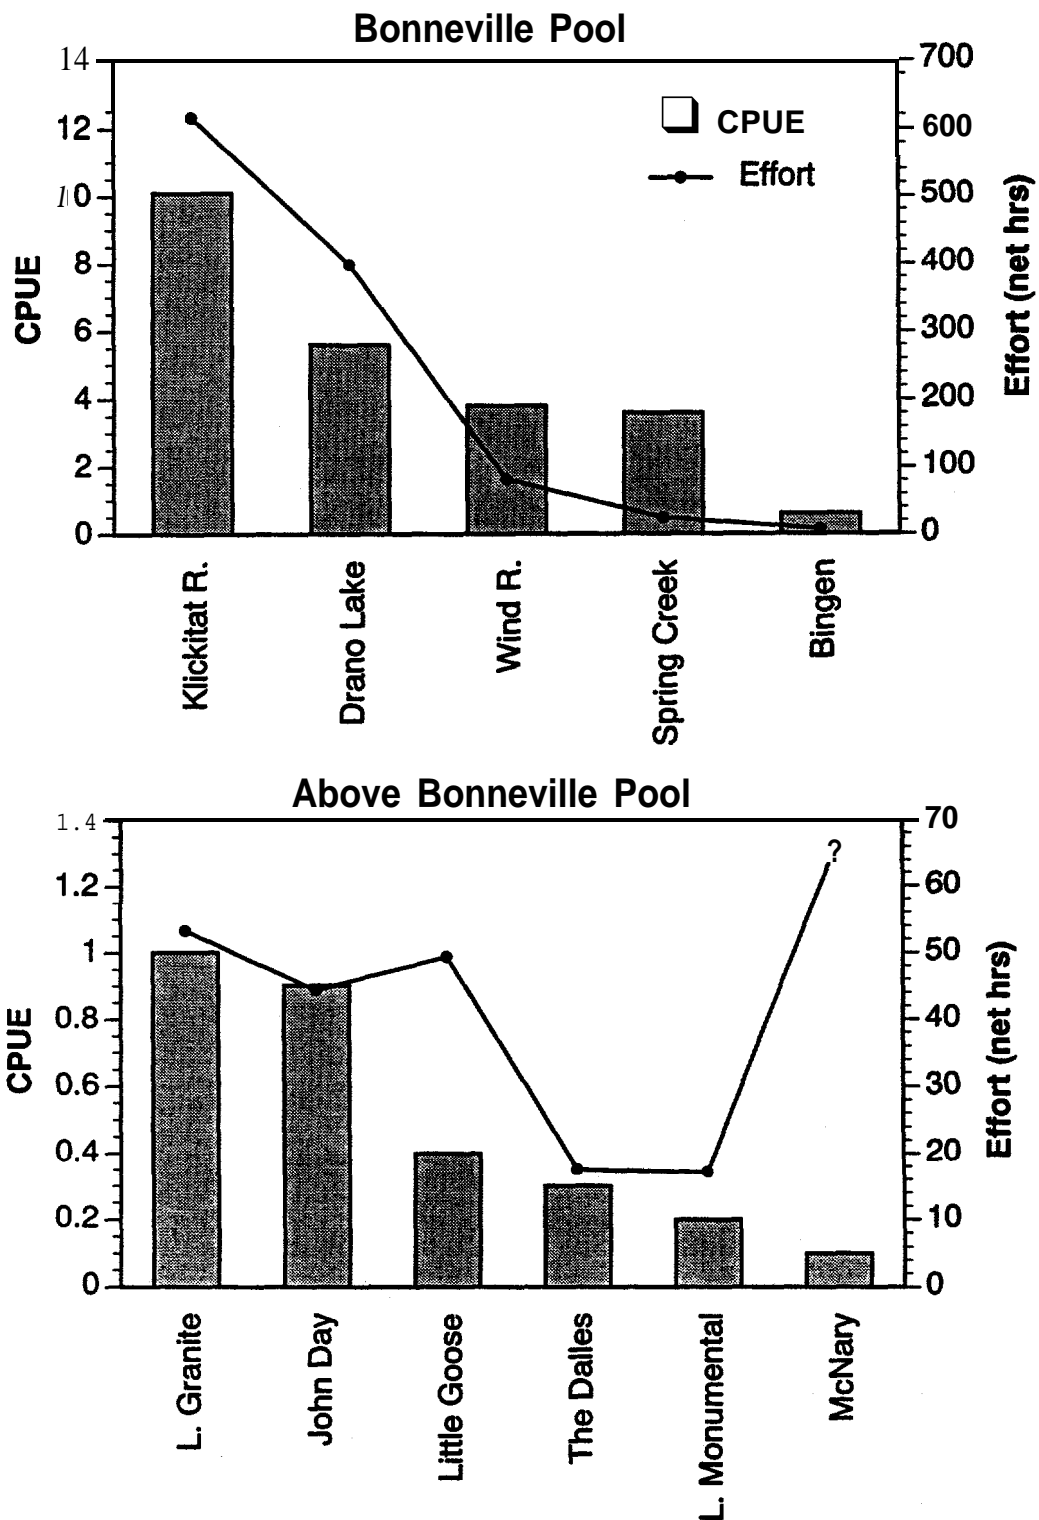 Bonneville Pool
14
12
10
8
6
4
2
0
CPUE
700
600
500
400
300
200
100
0
Effort (net hrs)
CPUE
Effort
Klickitat R.
Drano Lake
Wind R.
Spring Creek
Bingen
Above Bonneville Pool
1.4
1.2
1
0.8
0.6
0.4
0.2
0
CPUE
70
60
50
40
30
20
10
0
Effort (net hrs)
?
L. Granite
John Day
Little Goose
The Dalles
L. Monumental
McNary